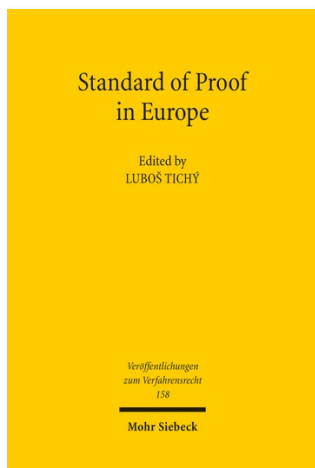 Standard of Proof
in Europe
Edited by
LUBOŠ TICHÝ
Veröffentlichungen
zum Verfahrensrecht
158
Mohr Siebeck